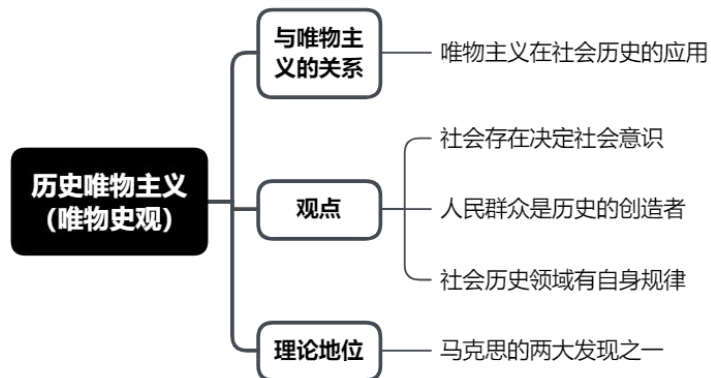 历史唯物主义
（唯物史观）
与唯物主
义的关系
唯物主义在社会历史的应用
观点
社会存在决定社会意识
人民群众是历史的创造者
社会历史领域有自身规律
理论地位
马克思的两大发现之一